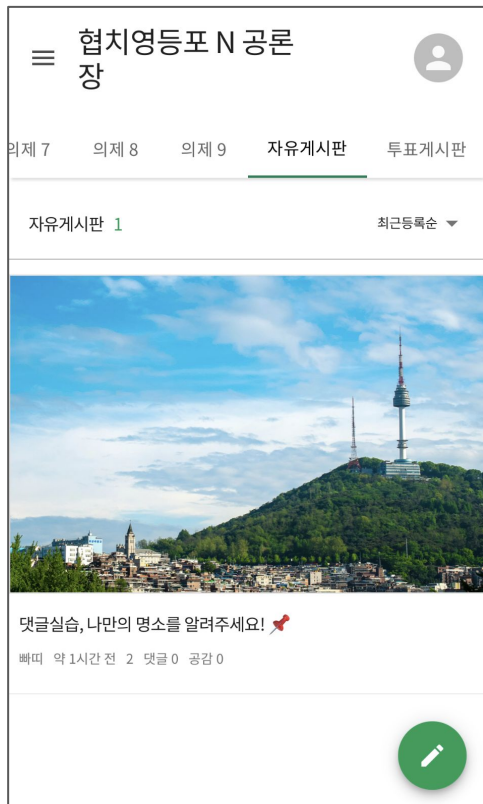 협치영등포 N 공론
장
의제 7 의제 8 의제 9 자유게시판 투표게시판
자유게시판 1 최근등록순
댓글실습, 나만의 명소를 알려주세요! 📌
빠띠 약 1시간 전 2 댓글 0 공감 0